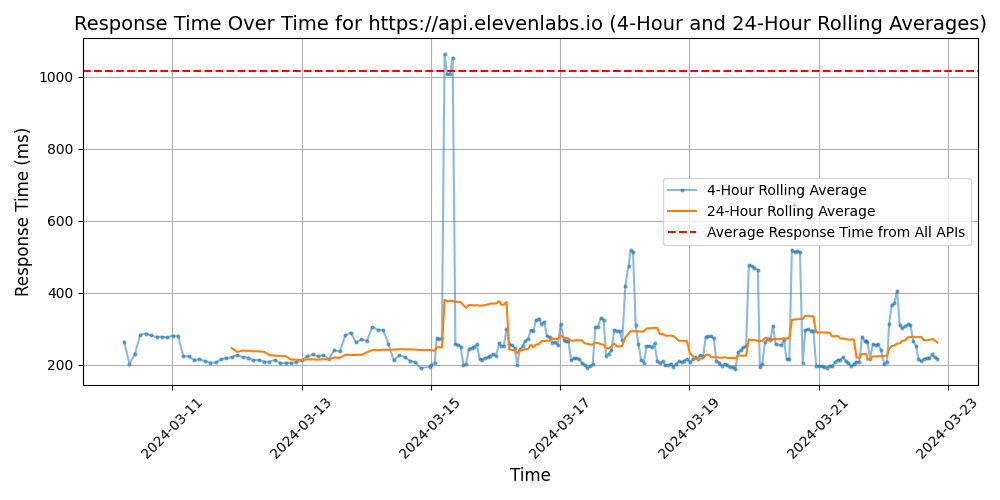 Response Time Over Time for https://api.elevenlabs.io (4-Hour and 24-Hour Rolling Averages)
Response Time (ms)
1000
800
600
400
200
4-Hour Rolling Average
24-Hour Rolling Average
Average Response Time from All APIs
2024-03-11
2024-03-13
2024-03-15
2024-03-17
2024-03-19
2024-03-21
2024-03-23
Time